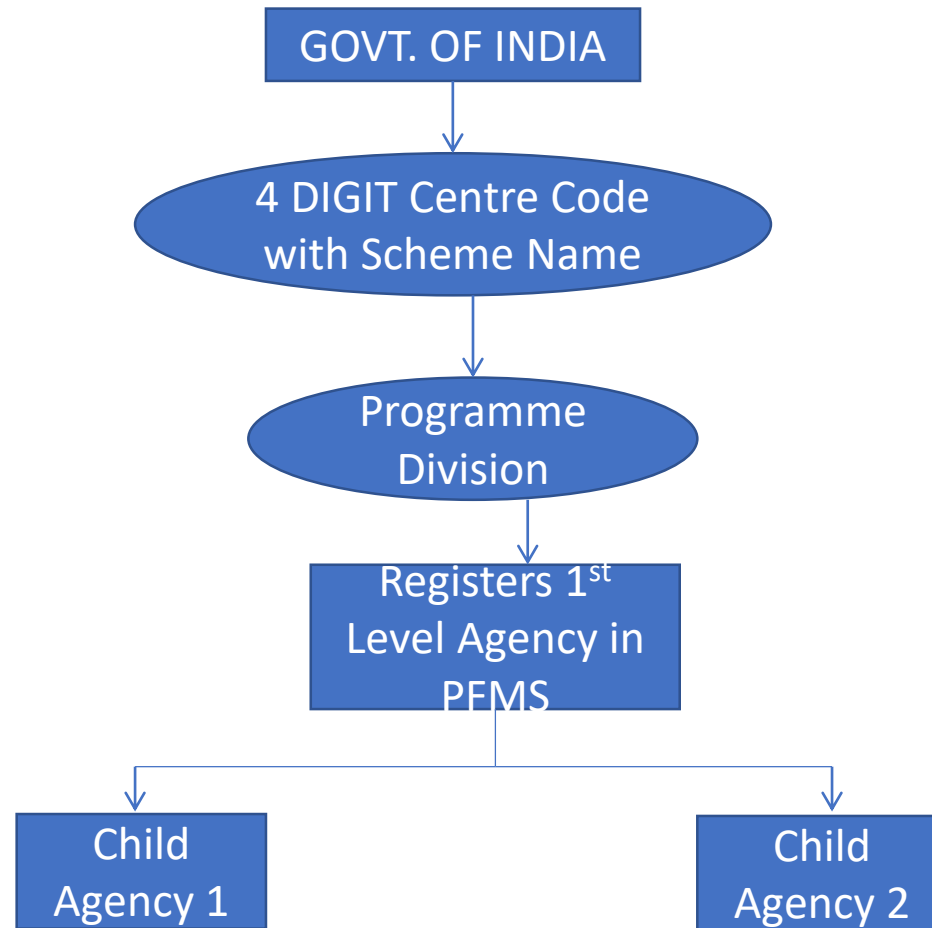 GOVT. OF INDIA
4 DIGIT Centre Code
with Scheme Name
Programme
Division
Registers 1st
Level Agency in
PFMS
Child
Agency 1
Child
Agency 2